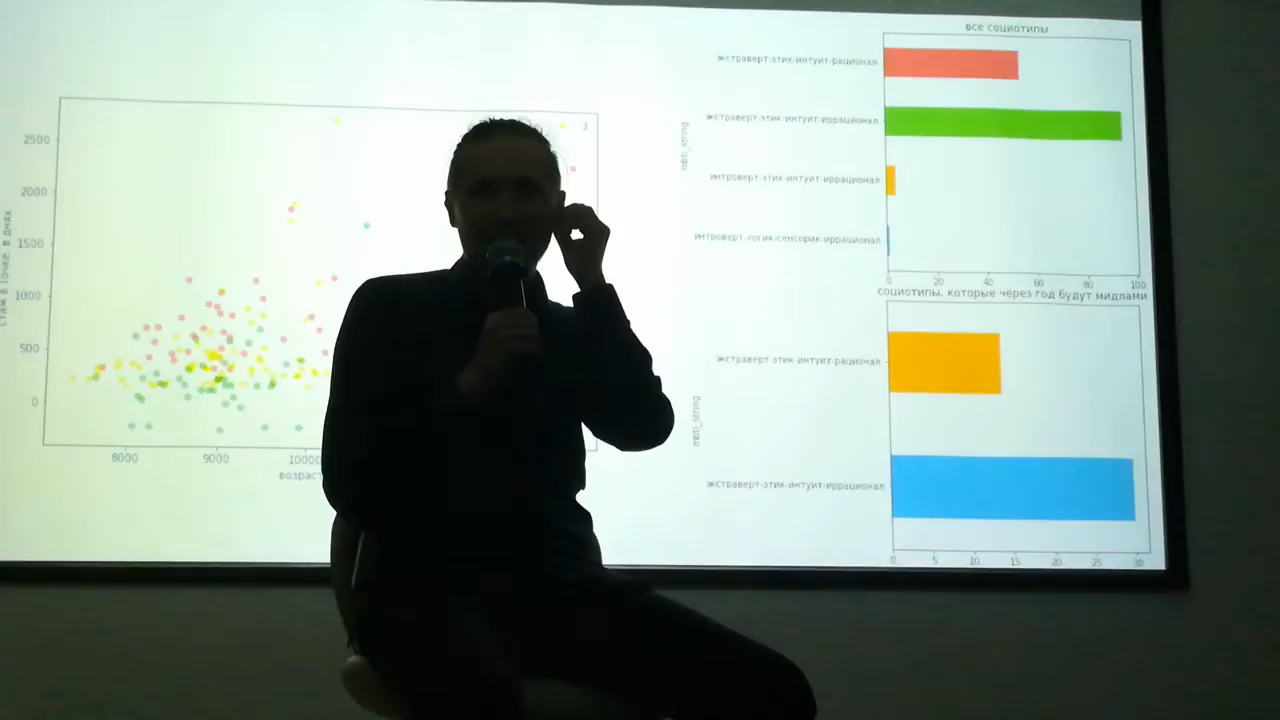 2500
2000
1500
1000
500
0
стаж в Точке, в днях
8000
9000
10000
возраст
3
все социотипы
экстраверт-этик-интуит-рационал
экстраверт-этик-интуит-иррационал
интроверт-этик-интуит-иррационал
интроверт-логик-сенсорик-иррационал
mbti_string
0
20
40
60
80
100
социотипы, которые через год будут мидлами
экстраверт-этик-интуит-рационал
экстраверт-этик-интуит-иррационал
mbti_string
0
5
10
15
20
25
30